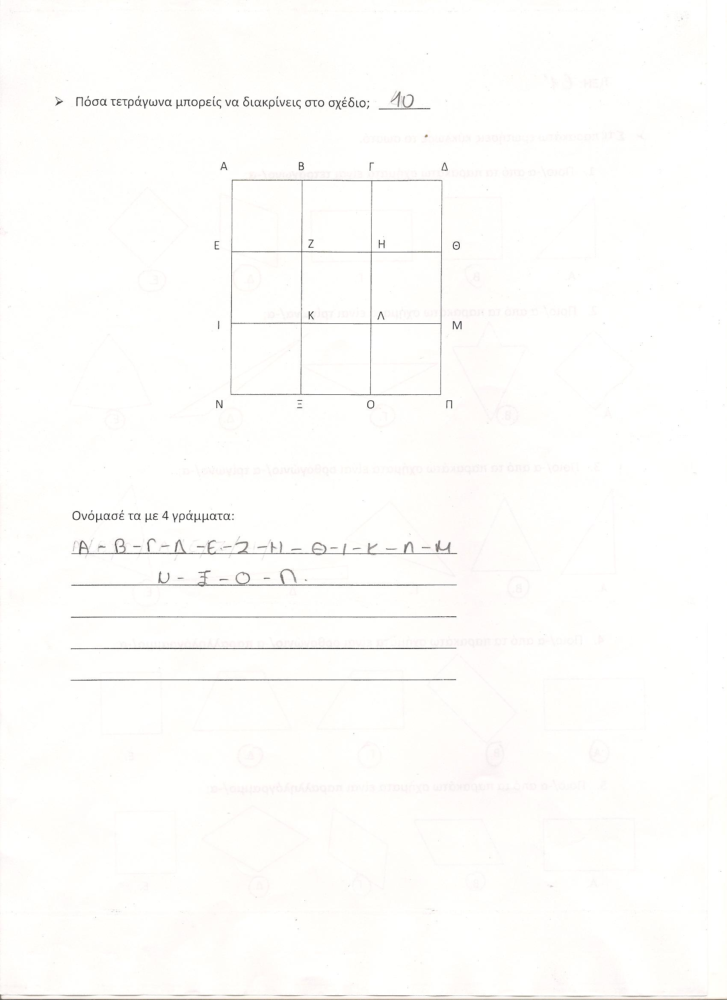 ➢ Πόσα τετράγωνα μπορείς να διακρίνεις στο σχέδιο; 10
Α Β Γ Δ
Ε Ζ Η Θ
Ι Κ Λ Μ
Ν Ξ Ο Π
Ονόμασέ τα με 4 γράμματα:
Α - Β - Γ - Δ - Ε - Ζ - Η - Θ - Ι - Κ - Λ - Μ
Ν - Ξ - Ο - Π.